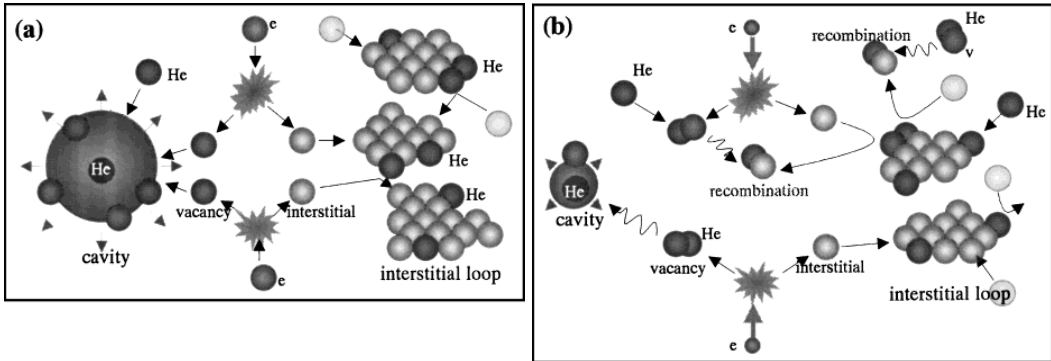 (a)
e
He
He
He
He
He
vacancy
interstitial
cavity
e
interstitial loop
(b)
e
He
recombination
v
He
He
recombination
He
cavity
He
vacancy
interstitial
interstitial loop
e